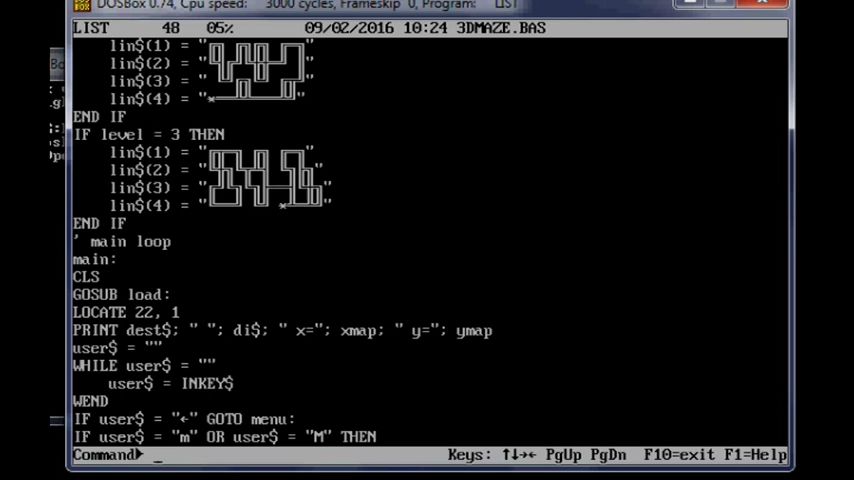 DOSBox 0.74, Cpu speed: 3000 cycles, Frameskip 0, Program: LIST
LIST 48 05% 09/02/2016 10:24 3DMAZE.BAS
lin$(1) = "
lin$(2) = "
lin$(3) = "
lin$(4) = "*
END IF
IF level = 3 THEN
lin$(1) = "
lin$(2) = "
lin$(3) = "
lin$(4) = "
END IF
' main loop
main:
CLS
GOSUB load:
LOCATE 22, 1
PRINT dest$; " "; di$; " x="; xmap; " y="; ymap
user$ = ""
WHILE user$ = ""
user$ = INKEY$
WEND
IF user$ = "←" GOTO menu:
IF user$ = "m" OR user$ = "M" THEN
Command► _ Keys: ↑↓→← PgUp PgDn F10=exit F1=Help